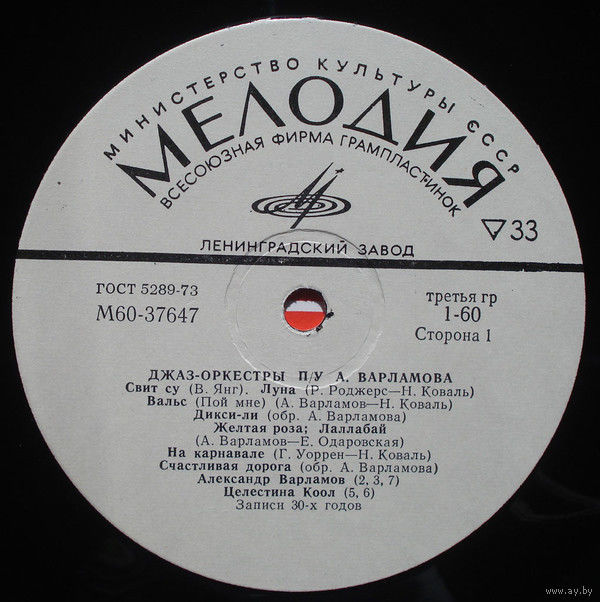 МИНИСТЕРСТВО КУЛЬТУРЫ СССР
МЕЛОДИЯ
ВСЕСОЮЗНАЯ ФИРМА ГРАМПЛАСТИНОК
33
ЛЕНИНГРАДСКИЙ ЗАВОД
ГОСТ 5289-73
М60-37647
третья гр
1-60
Сторона 1
ДЖАЗ-ОРКЕСТРЫ П/У А. ВАРЛАМОВА
Свит су (В. Янг). Луна (Р. Роджерс—Н. Коваль)
Вальс (Пой мне) (А. Варламов—Н. Коваль)
Дикси-ли (обр. А. Варламова)
Желтая роза; Лаллабай
(А. Варламов—Е. Одаровская)
На карнавале (Г. Уоррен—Н. Коваль)
Счастливая дорога (обр. А. Варламова)
Александр Варламов (2, 3, 7)
Целестина Коол (5, 6)
Записи 30-х годов
www.ay.by